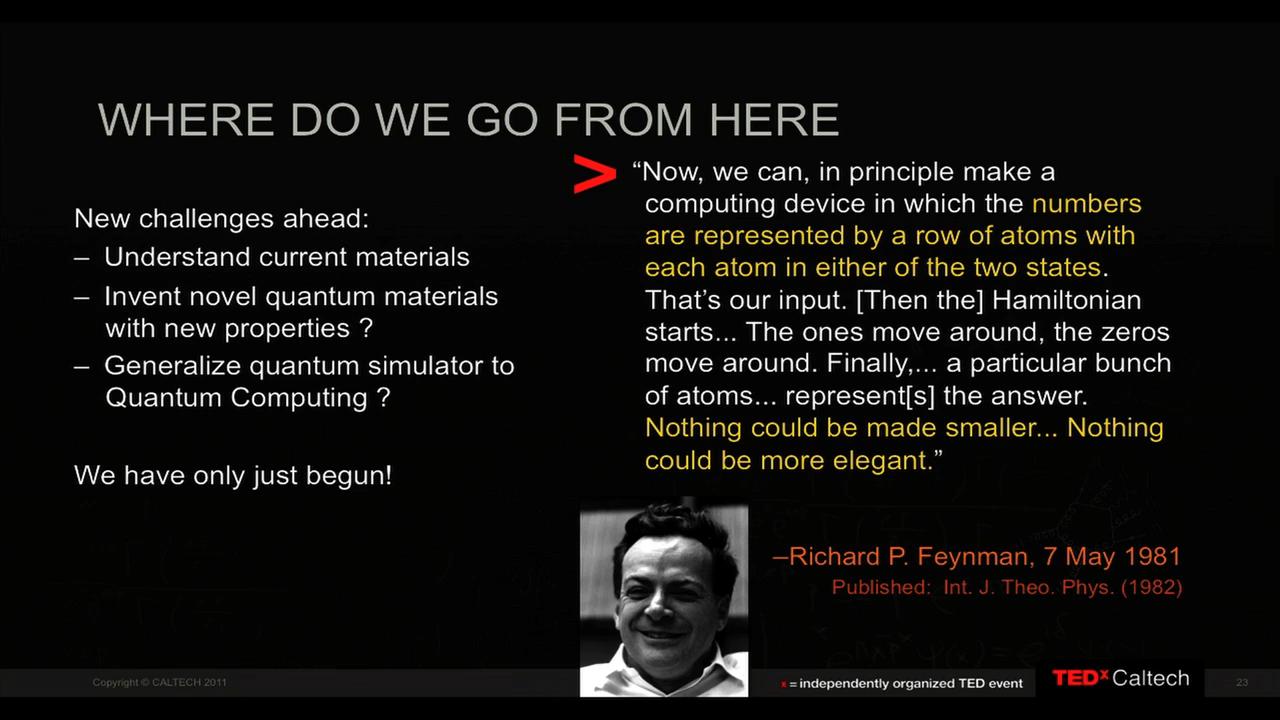 WHERE DO WE GO FROM HERE
New challenges ahead:
– Understand current materials
– Invent novel quantum materials
with new properties ?
– Generalize quantum simulator to
Quantum Computing ?
We have only just begun!
>
“Now, we can, in principle make a
computing device in which the numbers
are represented by a row of atoms with
each atom in either of the two states.
That’s our input. [Then the] Hamiltonian
starts... The ones move around, the zeros
move around. Finally,... a particular bunch
of atoms... represent[s] the answer.
Nothing could be made smaller... Nothing
could be more elegant.”
–Richard P. Feynman, 7 May 1981
Published: Int. J. Theo. Phys. (1982)
Copyright © CALTECH 2011
x = independently organized TED event
TEDxCaltech
23